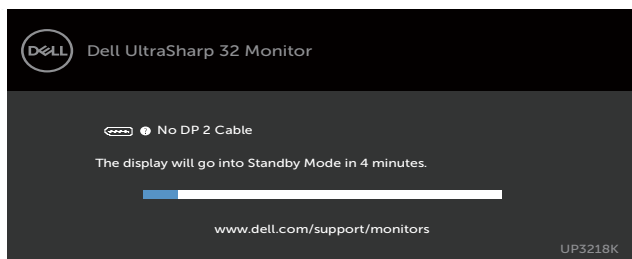 DELL Dell UltraSharp 32 Monitor
No DP 2 Cable
The display will go into Standby Mode in 4 minutes.
www.dell.com/support/monitors
UP3218K